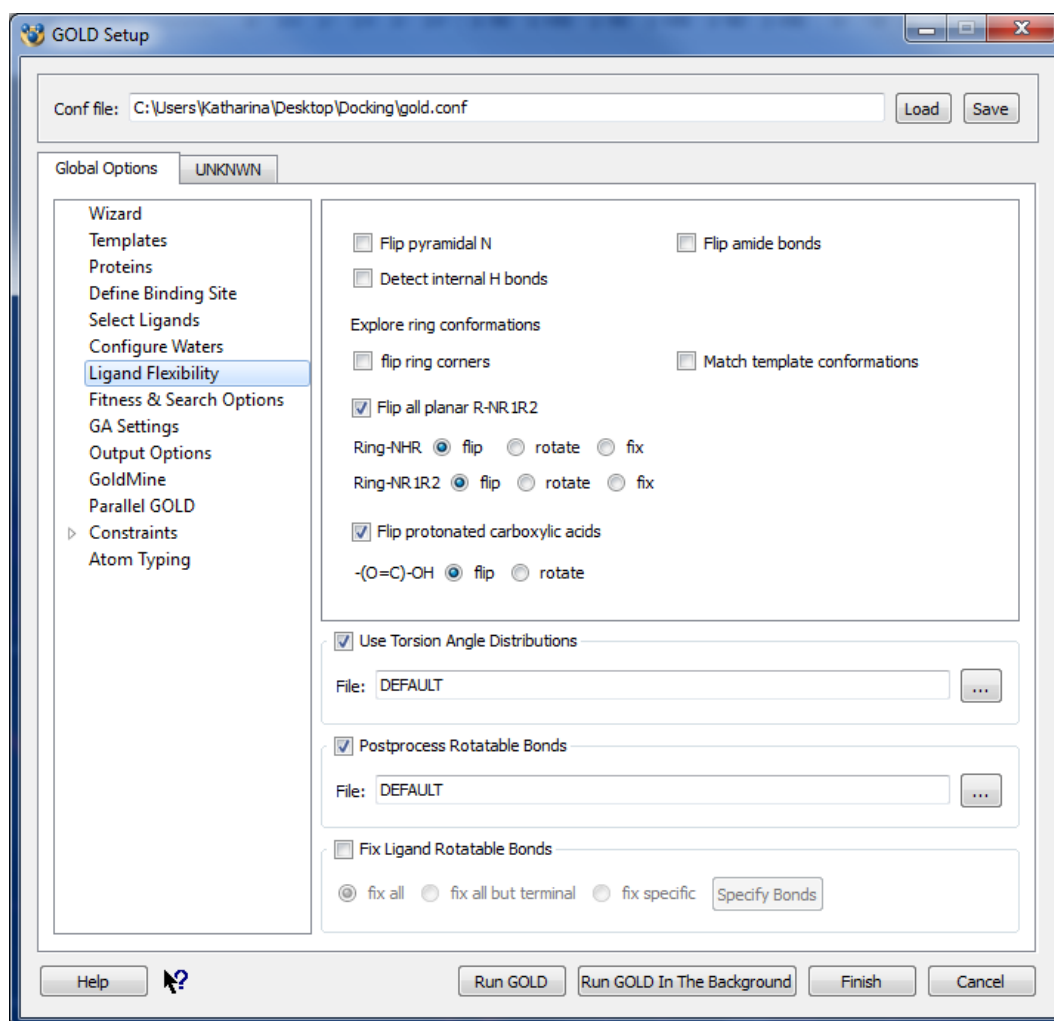 GOLD Setup
Conf file: C:\Users\Katharina\Desktop\Docking\gold.conf Load Save
Global Options UNKNWN
Wizard
Templates
Proteins
Define Binding Site
Select Ligands
Configure Waters
Ligand Flexibility
Fitness & Search Options
GA Settings
Output Options
GoldMine
Parallel GOLD
Constraints
Atom Typing
Flip pyramidal N Flip amide bonds
Detect internal H bonds
Explore ring conformations
flip ring corners Match template conformations
Flip all planar R-NR1R2
Ring-NHR flip rotate fix
Ring-NR1R2 flip rotate fix
Flip protonated carboxylic acids
-(O=C)-OH flip rotate
Use Torsion Angle Distributions
File: DEFAULT ...
Postprocess Rotatable Bonds
File: DEFAULT ...
Fix Ligand Rotatable Bonds
fix all fix all but terminal fix specific Specify Bonds
Help ? Run GOLD Run GOLD In The Background Finish Cancel